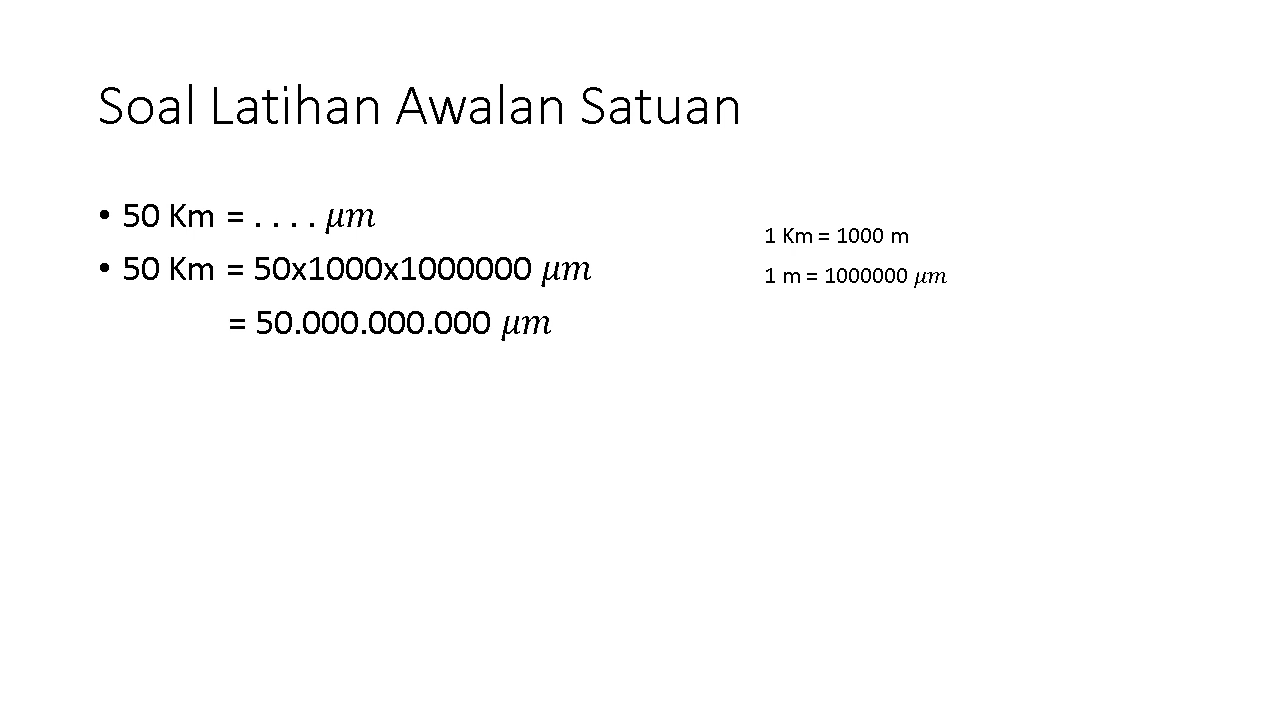 Soal Latihan Awalan Satuan
• 50 Km = . . . . 𝜇𝑚
• 50 Km = 50x1000x1000000 𝜇𝑚
= 50.000.000.000 𝜇𝑚
1 Km = 1000 m
1 m = 1000000 𝜇𝑚